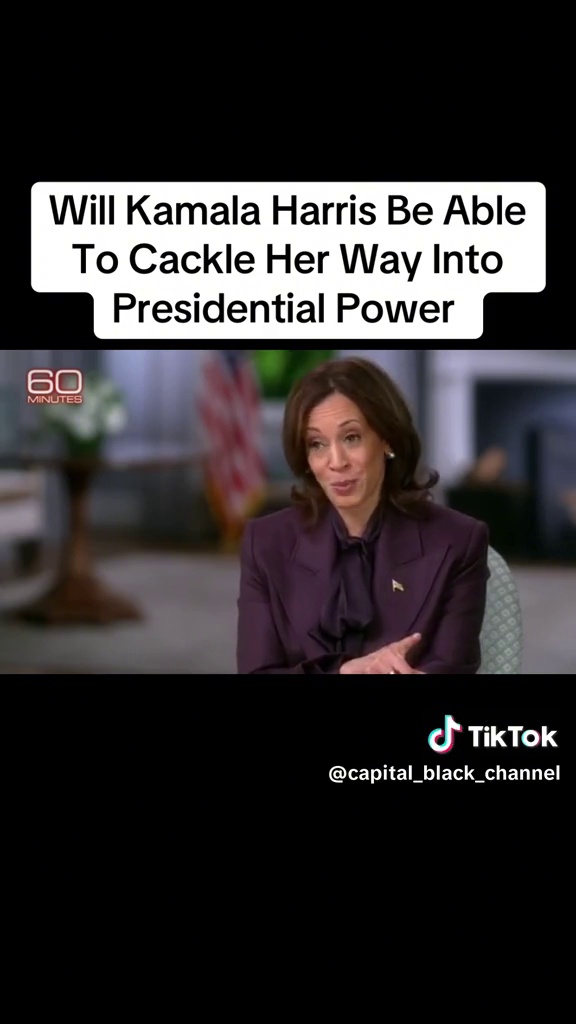 Will Kamala Harris Be Able
To Cackle Her Way Into
Presidential Power
60
MINUTES
TikTok
@capital_black_channel